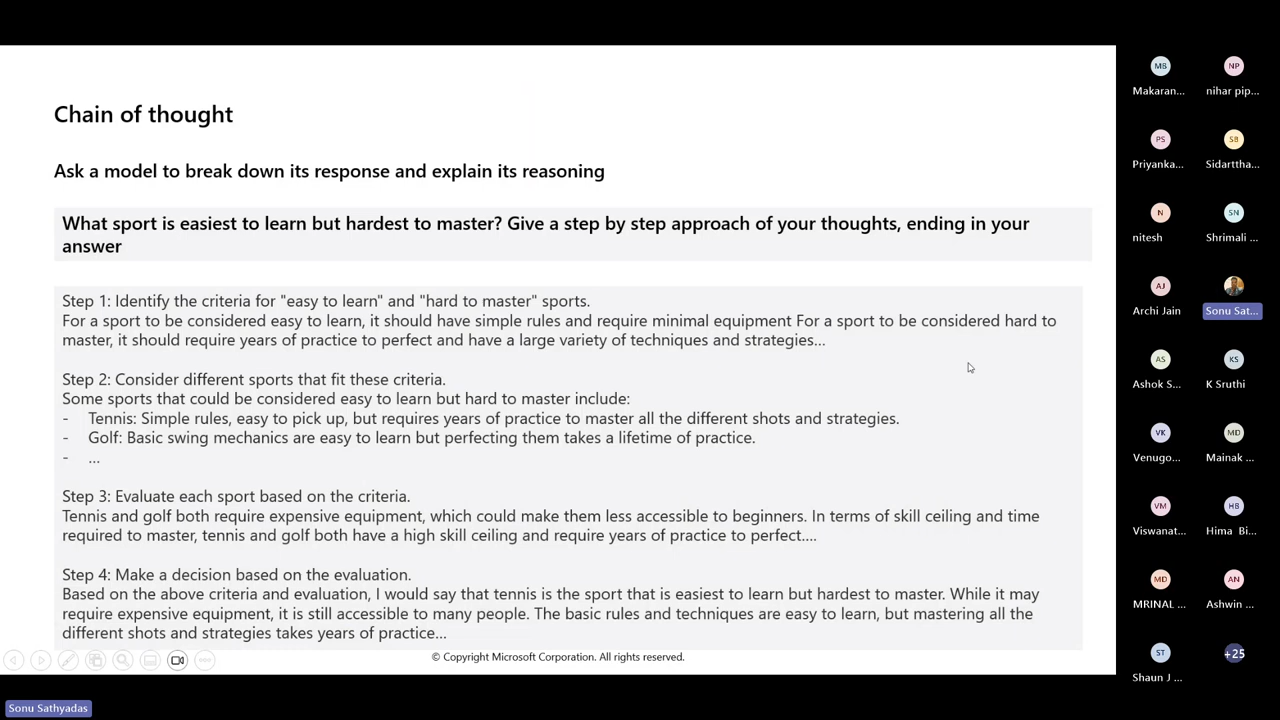 Chain of thought
Ask a model to break down its response and explain its reasoning
What sport is easiest to learn but hardest to master? Give a step by step approach of your thoughts, ending in your
answer
Step 1: Identify the criteria for "easy to learn" and "hard to master" sports.
For a sport to be considered easy to learn, it should have simple rules and require minimal equipment For a sport to be considered hard to
master, it should require years of practice to perfect and have a large variety of techniques and strategies...
Step 2: Consider different sports that fit these criteria.
Some sports that could be considered easy to learn but hard to master include:
- Tennis: Simple rules, easy to pick up, but requires years of practice to master all the different shots and strategies.
- Golf: Basic swing mechanics are easy to learn but perfecting them takes a lifetime of practice.
- ...
Step 3: Evaluate each sport based on the criteria.
Tennis and golf both require expensive equipment, which could make them less accessible to beginners. In terms of skill ceiling and time
required to master, tennis and golf both have a high skill ceiling and require years of practice to perfect....
Step 4: Make a decision based on the evaluation.
Based on the above criteria and evaluation, I would say that tennis is the sport that is easiest to learn but hardest to master. While it may
require expensive equipment, it is still accessible to many people. The basic rules and techniques are easy to learn, but mastering all the
different shots and strategies takes years of practice...
© Copyright Microsoft Corporation. All rights reserved.
Sonu Sathyadas
MB NP
Makaran... nihar pip...
PS SB
Priyanka... Sidarttha...
N SN
nitesh Shrimali ...
AJ
Archi Jain Sonu Sat...
AS KS
Ashok S... K Sruthi
VK MD
Venugo... Mainak ...
VM HB
Viswanat... Hima Bi...
MD AN
MRINAL ... Ashwin ...
ST +25
Shaun J ...